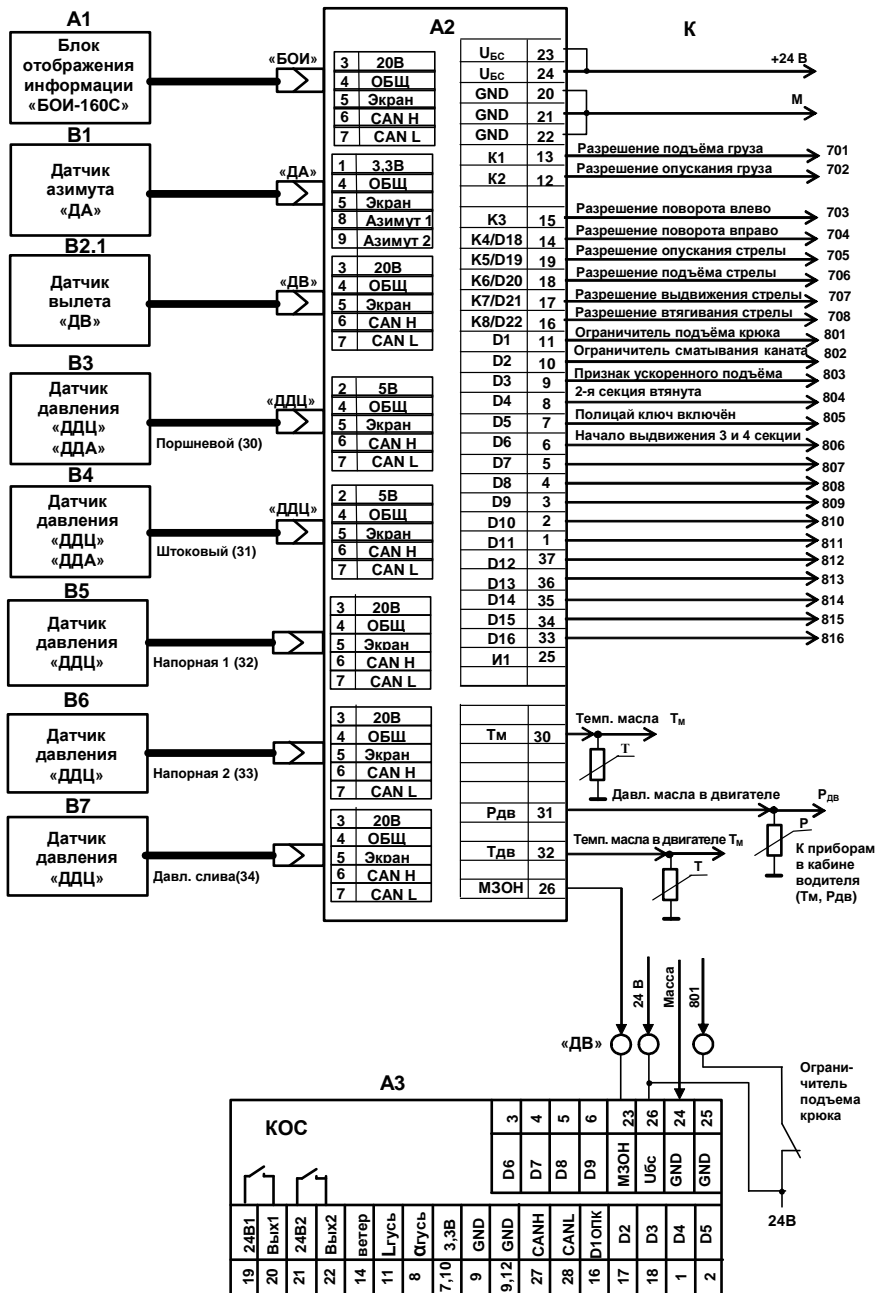 А1
Блок
отображения
информации
«БОИ-160С»
«БОИ»
В1
Датчик
азимута
«ДА»
«ДА»
В2.1
Датчик
вылета
«ДВ»
«ДВ»
В3
Датчик
давления
«ДДЦ»
«ДДА»
«ДДЦ»
Поршневой (30)
В4
Датчик
давления
«ДДЦ»
«ДДА»
«ДДЦ»
Штоковый (31)
В5
Датчик
давления
«ДДЦ»
Напорная 1 (32)
В6
Датчик
давления
«ДДЦ»
Напорная 2 (33)
В7
Датчик
давления
«ДДЦ»
Давл. слива(34)
А2
3 20В
4 ОБЩ
5 Экран
6 CAN H
7 CAN L
1 3,3В
4 ОБЩ
5 Экран
8 Азимут 1
9 Азимут 2
3 20В
4 ОБЩ
5 Экран
6 CAN H
7 CAN L
2 5В
4 ОБЩ
5 Экран
6 CAN H
7 CAN L
2 5В
4 ОБЩ
5 Экран
6 CAN H
7 CAN L
3 20В
4 ОБЩ
5 Экран
6 CAN H
7 CAN L
3 20В
4 ОБЩ
5 Экран
6 CAN H
7 CAN L
3 20В
4 ОБЩ
5 Экран
6 CAN H
7 CAN L
К
UБС 23
UБС 24 +24 В
GND 20
GND 21 М
GND 22
К1 13 Разрешение подъёма груза 701
К2 12 Разрешение опускания груза 702
К3 15 Разрешение поворота влево 703
К4/D18 14 Разрешение поворота вправо 704
К5/D19 19 Разрешение опускания стрелы 705
К6/D20 18 Разрешение подъёма стрелы 706
К7/D21 17 Разрешение выдвижения стрелы 707
К8/D22 16 Разрешение втягивания стрелы 708
D1 11 Ограничитель подъёма крюка 801
D2 10 Ограничитель сматывания каната 802
D3 9 Признак ускоренного подъёма 803
D4 8 2-я секция втянута 804
D5 7 Полицай ключ включён 805
D6 6 Начало выдвижения 3 и 4 секции 806
D7 5 807
D8 4 808
D9 3 809
D10 2 810
D11 1 811
D12 37 812
D13 36 813
D14 35 814
D15 34 815
D16 33 816
И1 25
Тм 30 Темп. масла ТМ
Т
Рдв 31 Давл. масла в двигателе РДВ
Р
Тдв 32 Темп. масла в двигателе ТМ
Т
МЗОН 26
К приборам
в кабине
водителя
(Тм, Рдв)
24 В
Масса
801
«ДВ»
Ограни-
читель
подъема
крюка
24В
А3
КОС
3 4 5 6 23 26 24 25
D6 D7 D8 D9 МЗОН Uбс GND GND
24В1 Вых1 24В2 Вых2 ветер Lгусь αгусь 3,3В GND GND CANH CANL D1ОПК D2 D3 D4 D5
19 20 21 22 14 11 8 7,10 9 9,12 27 28 16 17 18 1 2